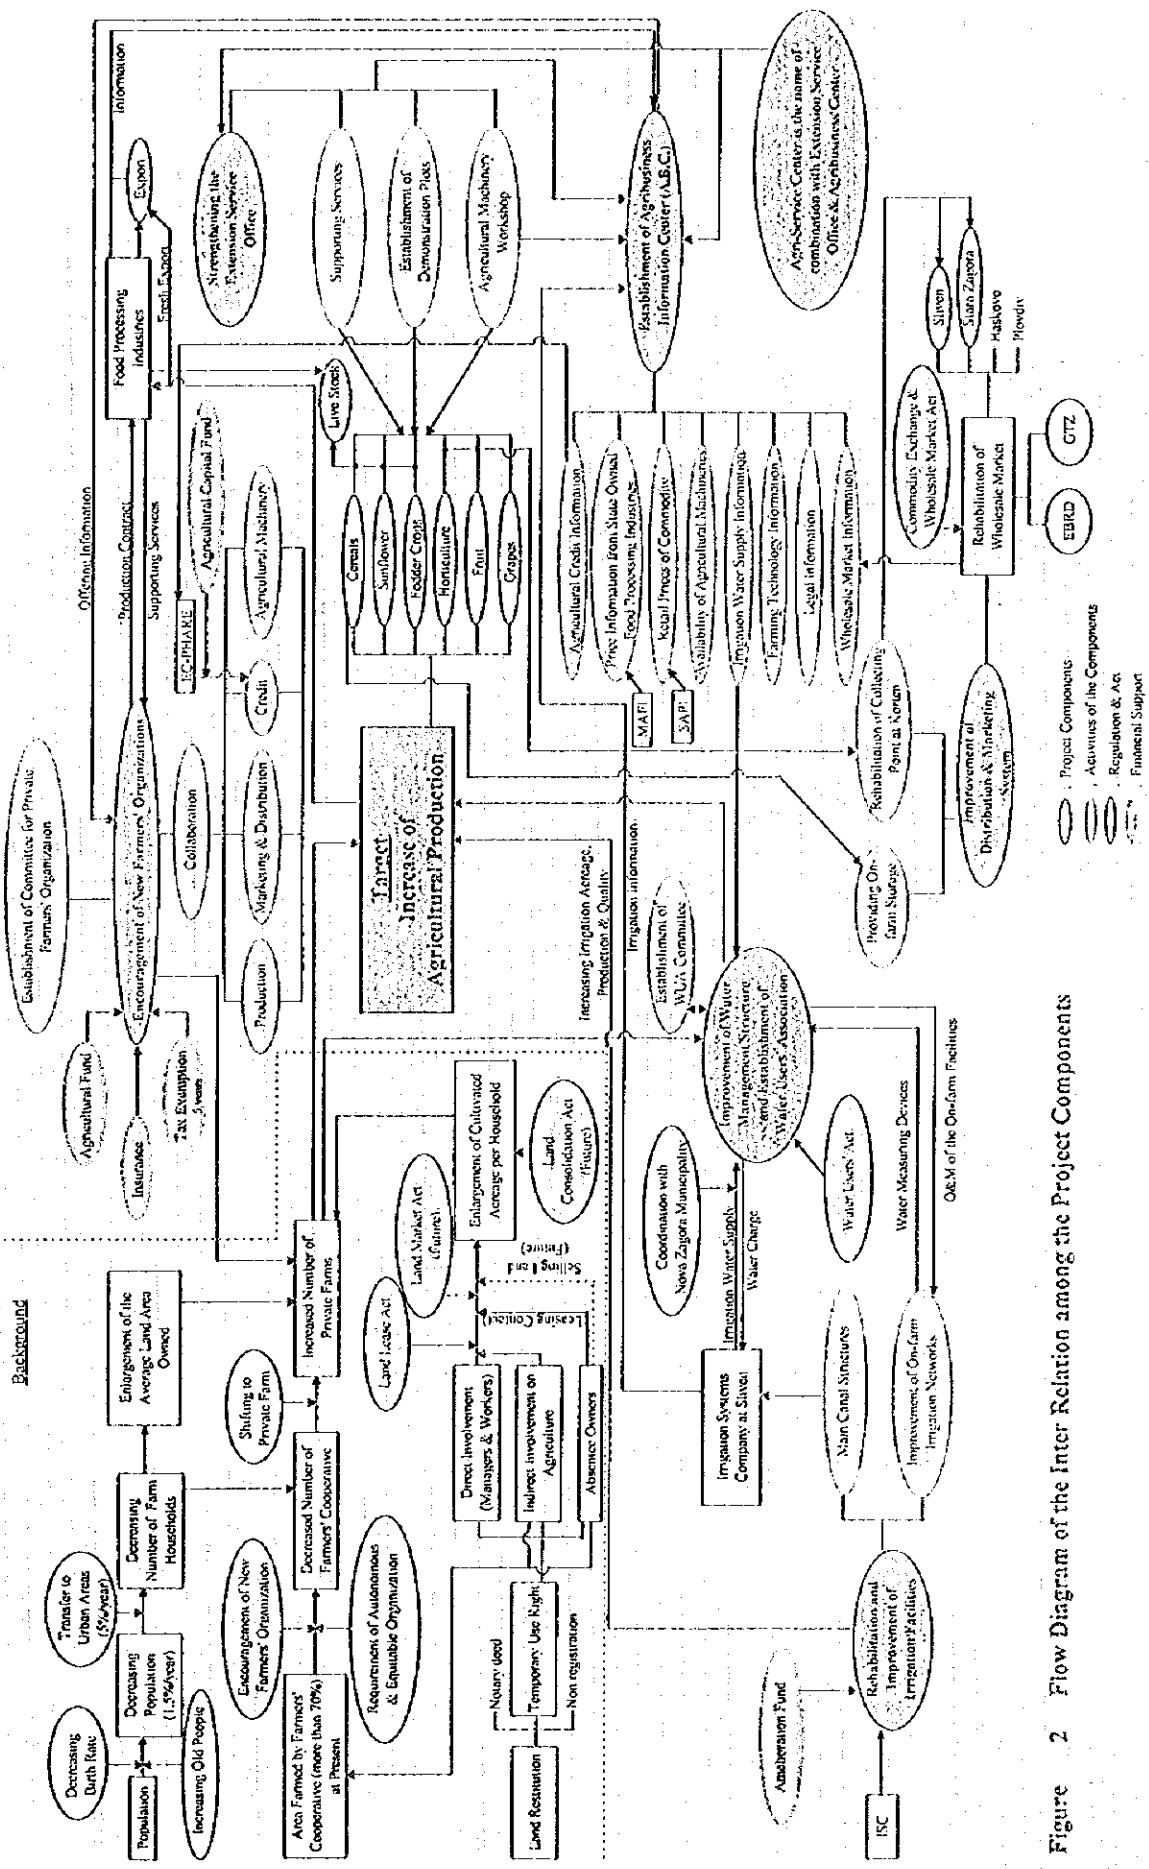 Background
Population
Decreasing
Birth Rate
Increasing Old People
Decreasing
Population
(1.5%/year)
Transfer to
Urban Areas
(5%/year)
Decreasing
Number of Farm
Households
Enlargement of the
Average Land Area
Owned
Area Farmed by Farmers'
Cooperative (more than 70%)
at Present
Encouragement of New
Farmers' Organization
Requirement of Autonomous
& Equitable Organization
Decreased Number of
Farmers' Cooperative
Shifting to
Private Farm
Increased Number of
Private Farms
Land Restitution
Notary deed
Temporary Use Right
Non registration
Direct Involvement
(Managers & Workers)
Indirect Involvement on
Agriculture
Absentee Owners
Land Lease Act
Land Market Act
(Future)
(Leasing Contact)
Selling Land
(Future)
Enlargement of Cultivated
Acreage per Household
Land
Consolidation Act
(Future)
Establishment of Committee for Private
Farmers' Organization
Agricultural Fund
Insurance
Tax Exemption
5 years
Encouragement of New Farmers' Organizations
Collaboration
Production
Marketing & Distribution
Credit
Agricultural Machinery
EC-PHARE
Agricultural Capital Fund
Offering Information
Production Contract
Supporting Services
Food Processing
Industries
Export
Fresh Export
Information
Target
Increase of
Agricultural Production
Cereals
Sunflower
Fodder Crops
Horticulture
Fruit
Grapes
Live Stock
Strengthening the
Extension Service
Office
Supporting Services
Establishment of
Demonstration Plots
Agricultural Machinery
Workshop
Establishment of Agribusiness
Information Center (A.B.C.)
Agri-Service Center is the name of
combination with Extension Service
Office & Agribusiness Center
Agricultural Credit Information
Price Information from State Owned
Food Processing Industries
Retail Prices of Commodity
Availability of Agricultural Machineries
Irrigation Water Supply Information
Farming Technology Information
Legal Information
Wholesale Market Information
MAFI
SAPI
Increasing Irrigation Acreage,
Production & Quality
Irrigation Information
Establishment of
WUA Committee
Improvement of Water
Management Structure
and Establishment of
Water Users' Association
Coordination with
Nova Zagora Municipality
Irrigation Water Supply
Water Charge
Water Users' Act
Irrigation Systems
Company at Sliven
Main Canal Structures
Improvement of On-farm
Irrigation Networks
Water Measuring Devices
O&M of the On-farm Facilities
ISC
Amelioration Fund
Rehabilitation and
Improvement of
Irrigation Facilities
Providing On-
farm Storage
Rehabilitation of Collecting
Point at Korten
Improvement of
Distribution & Marketing
System
Commodity Exchange &
Wholesale Market Act
Rehabilitation of
Wholesale Market
EBRD
GTZ
Sliven
Stara Zagora
Haskovo
Plovdiv
: Project Components
: Activities of the Components
: Regulation & Act
: Financial Support
Figure 2 Flow Diagram of the Inter Relation among the Project Components